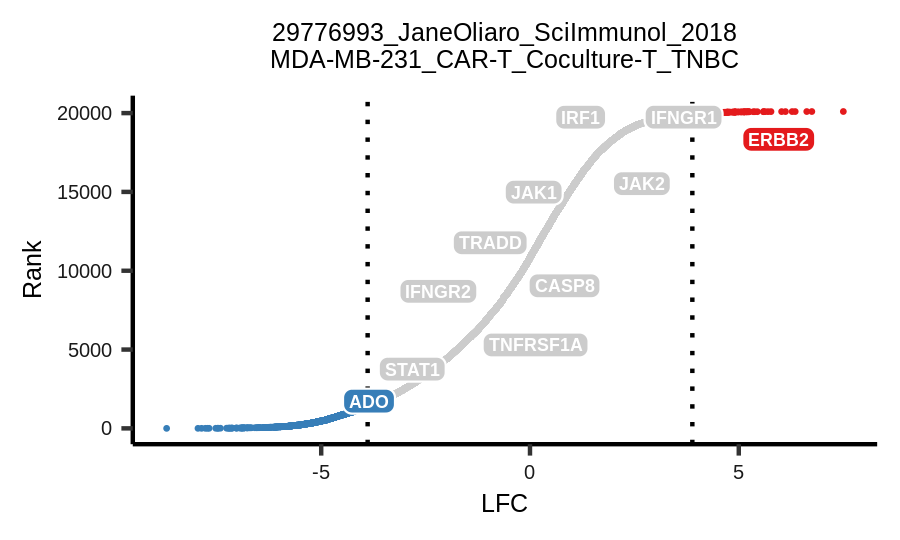 29776993_JaneOliaro_SciImmunol_2018
MDA-MB-231_CAR-T_Coculture-T_TNBC
20000
15000
10000
5000
0
Rank
IRF1
IFNGR1
ERBB2
JAK2
JAK1
TRADD
CASP8
IFNGR2
TNFRSF1A
STAT1
ADO
-5
0
5
LFC